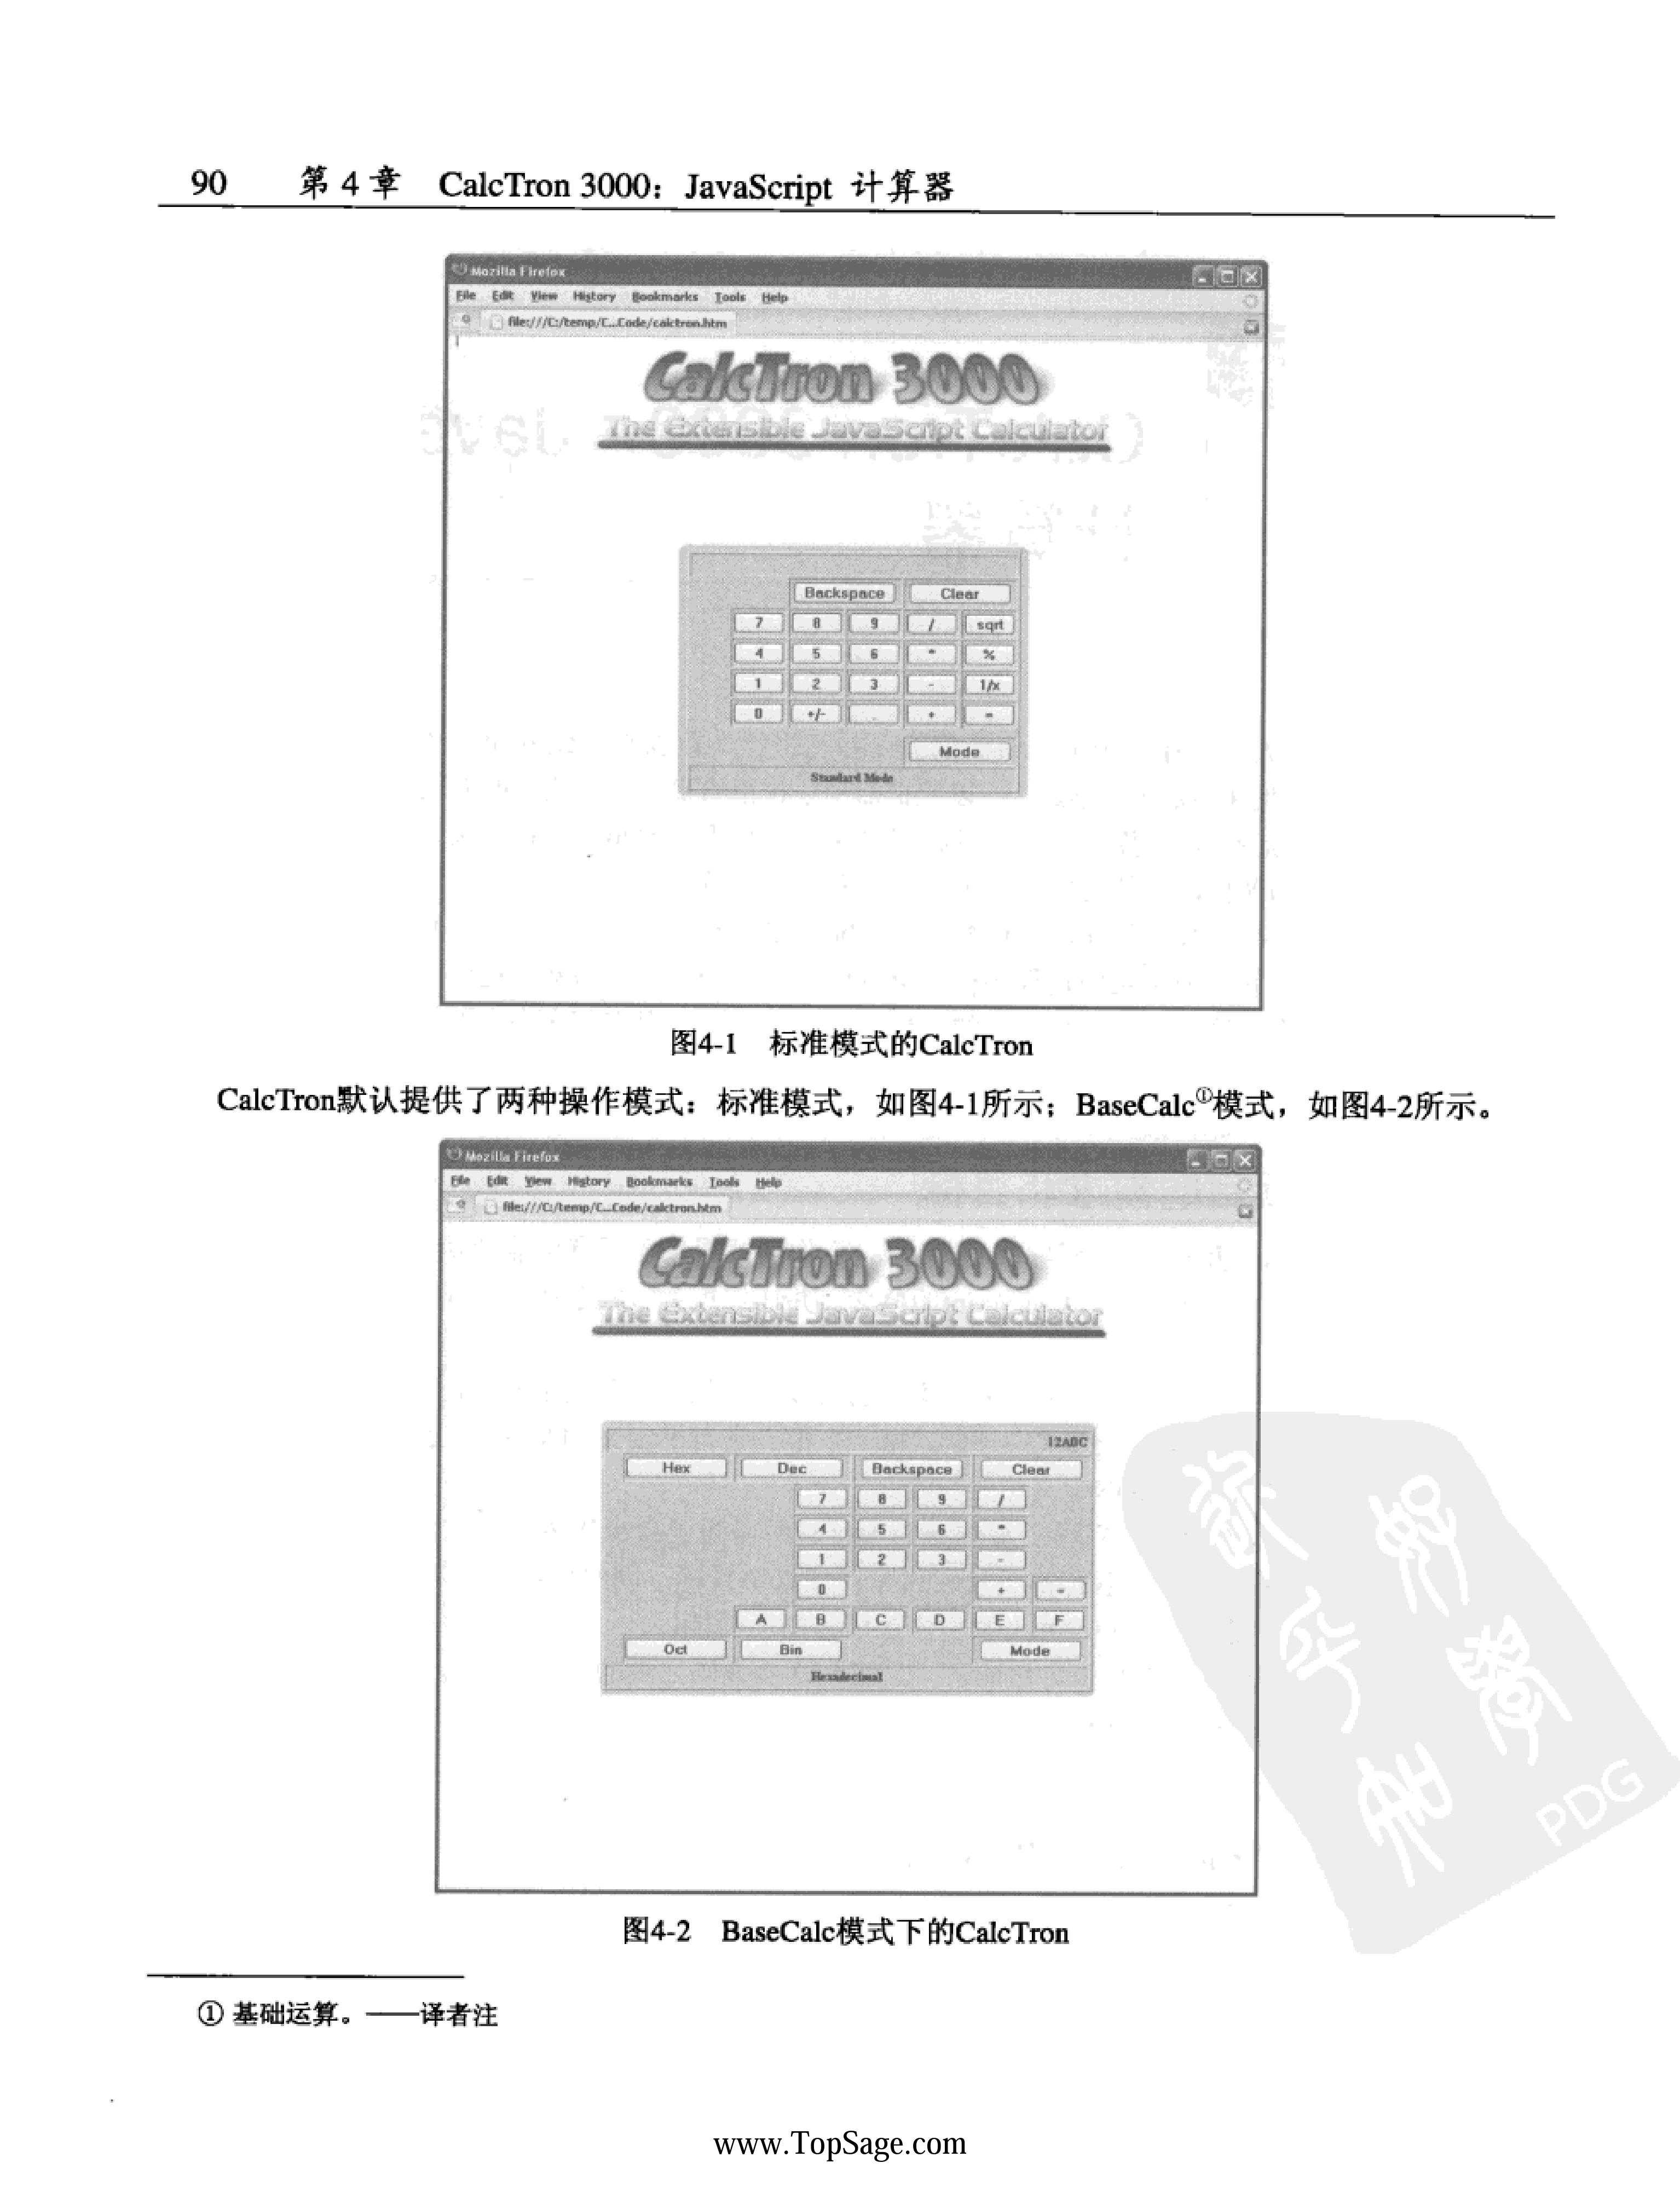 90 第 4 章 CalcTron 3000：JavaScript 计算器
Mozilla Firefox
File Edit View History Bookmarks Tools Help
file:///C:/temp/C...Code/calctron.htm
CalcTron 3000
The Extensible JavaScript Calculator
Backspace Clear
7 8 9 / sqrt
4 5 6 * %
1 2 3 - 1/x
0 +/- . + =
Mode
Standard Mode
图4-1 标准模式的CalcTron
CalcTron默认提供了两种操作模式：标准模式，如图4-1所示；BaseCalc①模式，如图4-2所示。
Mozilla Firefox
File Edit View History Bookmarks Tools Help
file:///C:/temp/C...Code/calctron.htm
CalcTron 3000
The Extensible JavaScript Calculator
12ABC
Hex Dec Backspace Clear
7 8 9 /
4 5 6 *
1 2 3 -
0 + =
A B C D E F
Oct Bin Mode
Hexadecimal
PDG
图4-2 BaseCalc模式下的CalcTron
① 基础运算。——译者注
www.TopSage.com